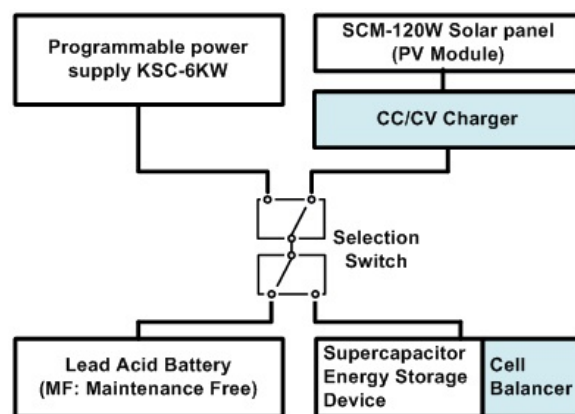 Programmable power
supply KSC-6KW
SCM-120W Solar panel
(PV Module)
CC/CV Charger
Selection
Switch
Lead Acid Battery
(MF: Maintenance Free)
Supercapacitor
Energy Storage
Device
Cell
Balancer